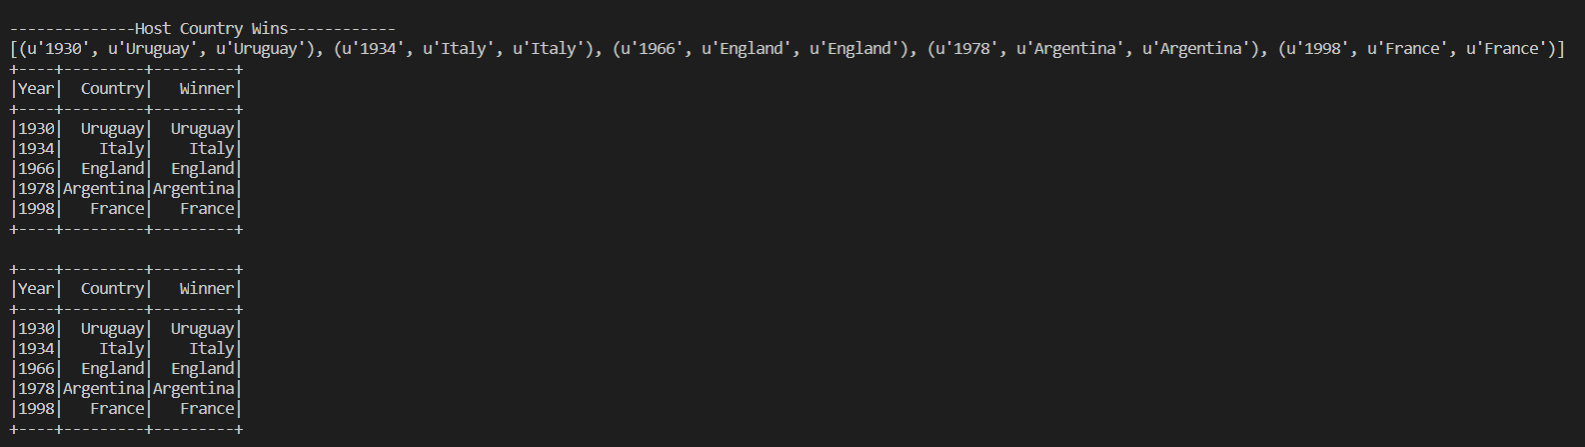 --------------Host Country Wins------------
[(u'1930', u'Uruguay', u'Uruguay'), (u'1934', u'Italy', u'Italy'), (u'1966', u'England', u'England'), (u'1978', u'Argentina', u'Argentina'), (u'1998', u'France', u'France')]
+----+---------+---------+
|Year|  Country|   Winner|
+----+---------+---------+
|1930|  Uruguay|  Uruguay|
|1934|    Italy|    Italy|
|1966|  England|  England|
|1978|Argentina|Argentina|
|1998|   France|   France|
+----+---------+---------+

+----+---------+---------+
|Year|  Country|   Winner|
+----+---------+---------+
|1930|  Uruguay|  Uruguay|
|1934|    Italy|    Italy|
|1966|  England|  England|
|1978|Argentina|Argentina|
|1998|   France|   France|
+----+---------+---------+